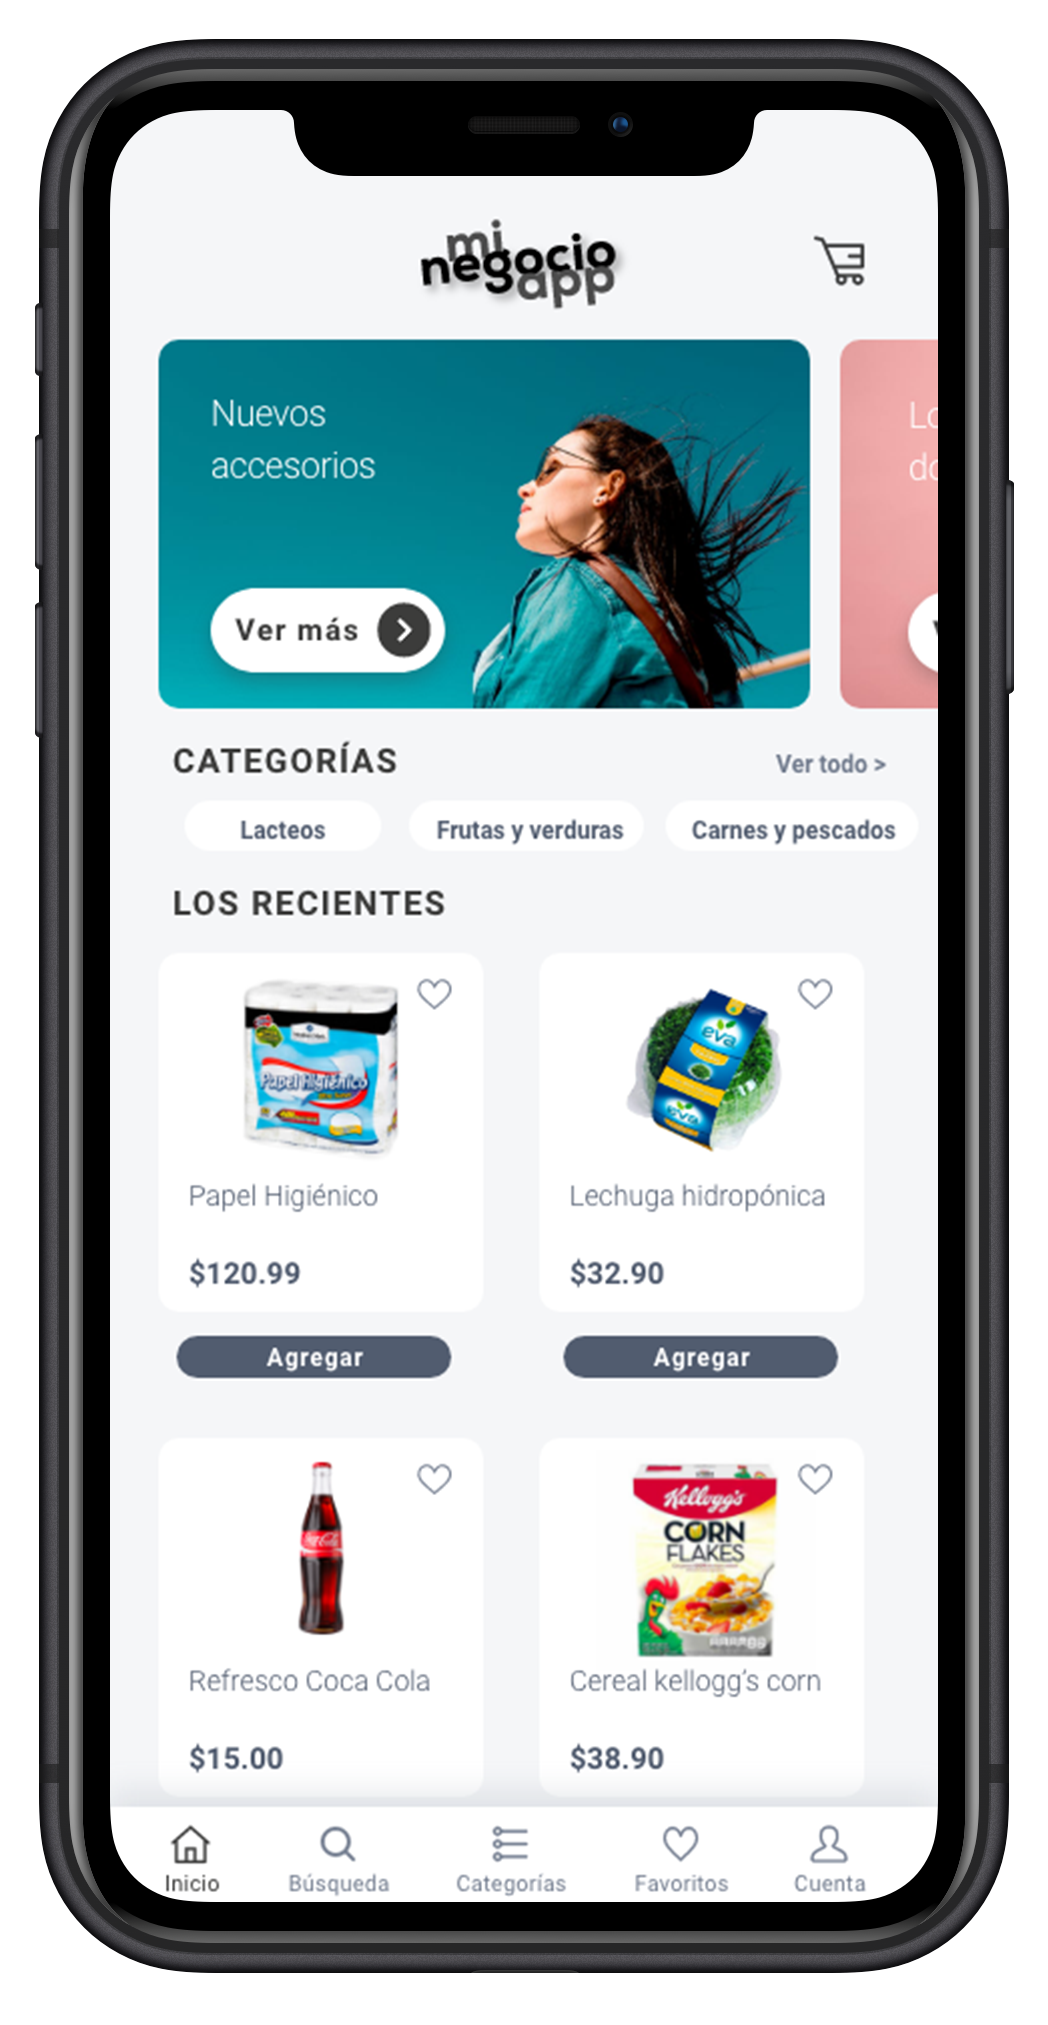 mi
negocio
app
Nuevos
accesorios
Ver más
Lo
do
CATEGORÍAS
Ver todo >
Lacteos
Frutas y verduras
Carnes y pescados
LOS RECIENTES
Papel Higiénico
eva
eva
Papel Higiénico
Lechuga hidropónica
$120.99
$32.90
Agregar
Agregar
Coca-Cola
Kellogg's
CORN
FLAKES
Refresco Coca Cola
Cereal kellogg's corn
$15.00
$38.90
Inicio
Búsqueda
Categorías
Favoritos
Cuenta